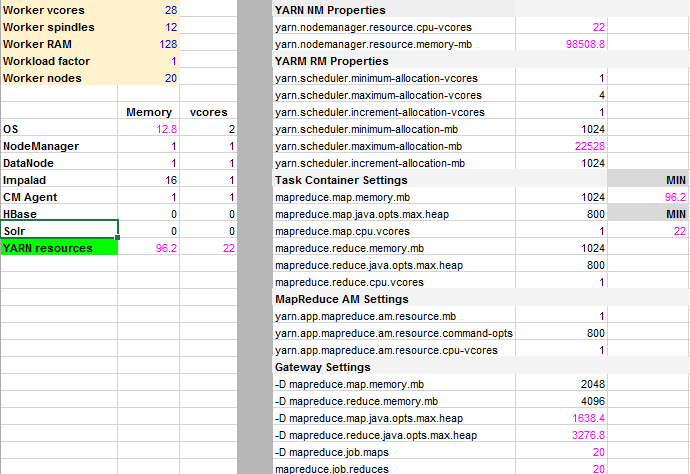 Worker vcores 28
Worker spindles 12
Worker RAM 128
Workload factor 1
Worker nodes 20
Memory vcores
OS 12.8 2
NodeManager 1 1
DataNode 1 1
Impalad 16 1
CM Agent 1 1
HBase 0 0
Solr 0 0
YARN resources 96.2 22
YARN NM Properties
yarn.nodemanager.resource.cpu-vcores 22
yarn.nodemanager.resource.memory-mb 98508.8
YARM RM Properties
yarn.scheduler.minimum-allocation-vcores 1
yarn.scheduler.maximum-allocation-vcores 4
yarn.scheduler.increment-allocation-vcores 1
yarn.scheduler.minimum-allocation-mb 1024
yarn.scheduler.maximum-allocation-mb 22528
yarn.scheduler.increment-allocation-mb 1024
Task Container Settings MIN
mapreduce.map.memory.mb 1024 96.2
mapreduce.map.java.opts.max.heap 800 MIN
mapreduce.map.cpu.vcores 1 22
mapreduce.reduce.memory.mb 1024
mapreduce.reduce.java.opts.max.heap 800
mapreduce.reduce.cpu.vcores 1
MapReduce AM Settings
yarn.app.mapreduce.am.resource.mb 1
yarn.app.mapreduce.am.resource.command-opts 800
yarn.app.mapreduce.am.resource.cpu-vcores 1
Gateway Settings
-D mapreduce.map.memory.mb 2048
-D mapreduce.reduce.memory.mb 4096
-D mapreduce.map.java.opts.max.heap 1638.4
-D mapreduce.reduce.java.opts.max.heap 3276.8
-D mapreduce.job.maps 20
mapreduce.job.reduces 20